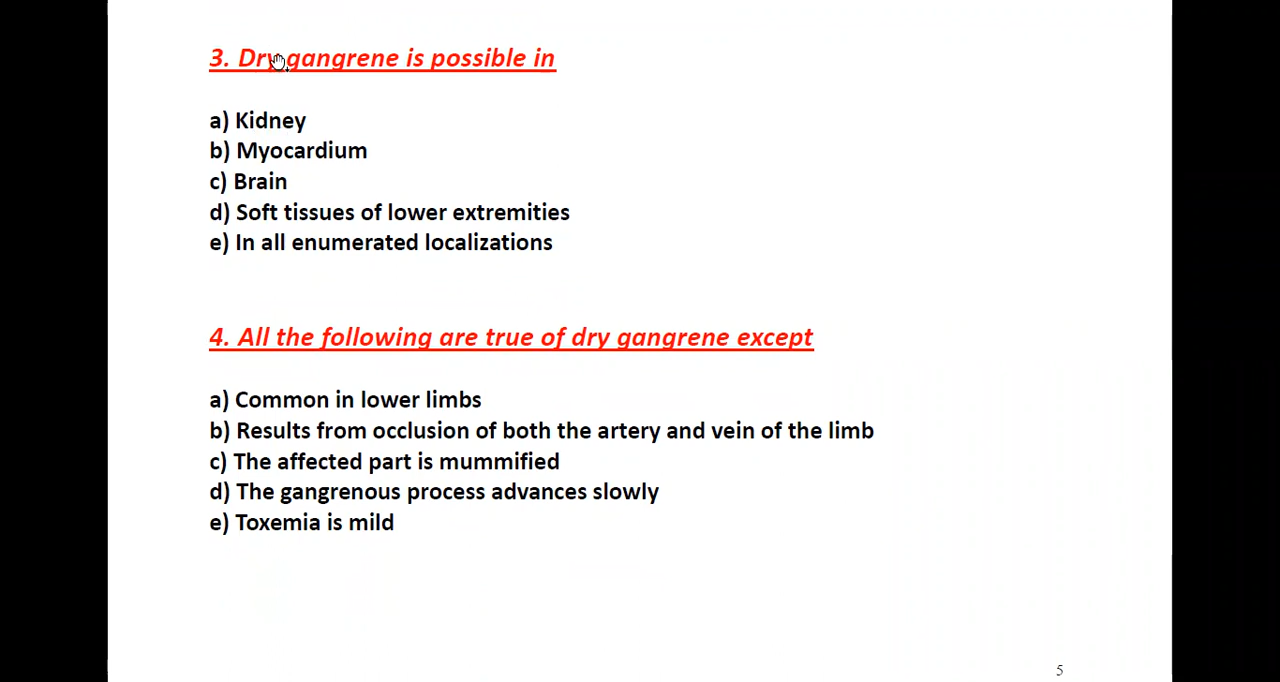 3. Dry gangrene is possible in
a) Kidney
b) Myocardium
c) Brain
d) Soft tissues of lower extremities
e) In all enumerated localizations
4. All the following are true of dry gangrene except
a) Common in lower limbs
b) Results from occlusion of both the artery and vein of the limb
c) The affected part is mummified
d) The gangrenous process advances slowly
e) Toxemia is mild
5